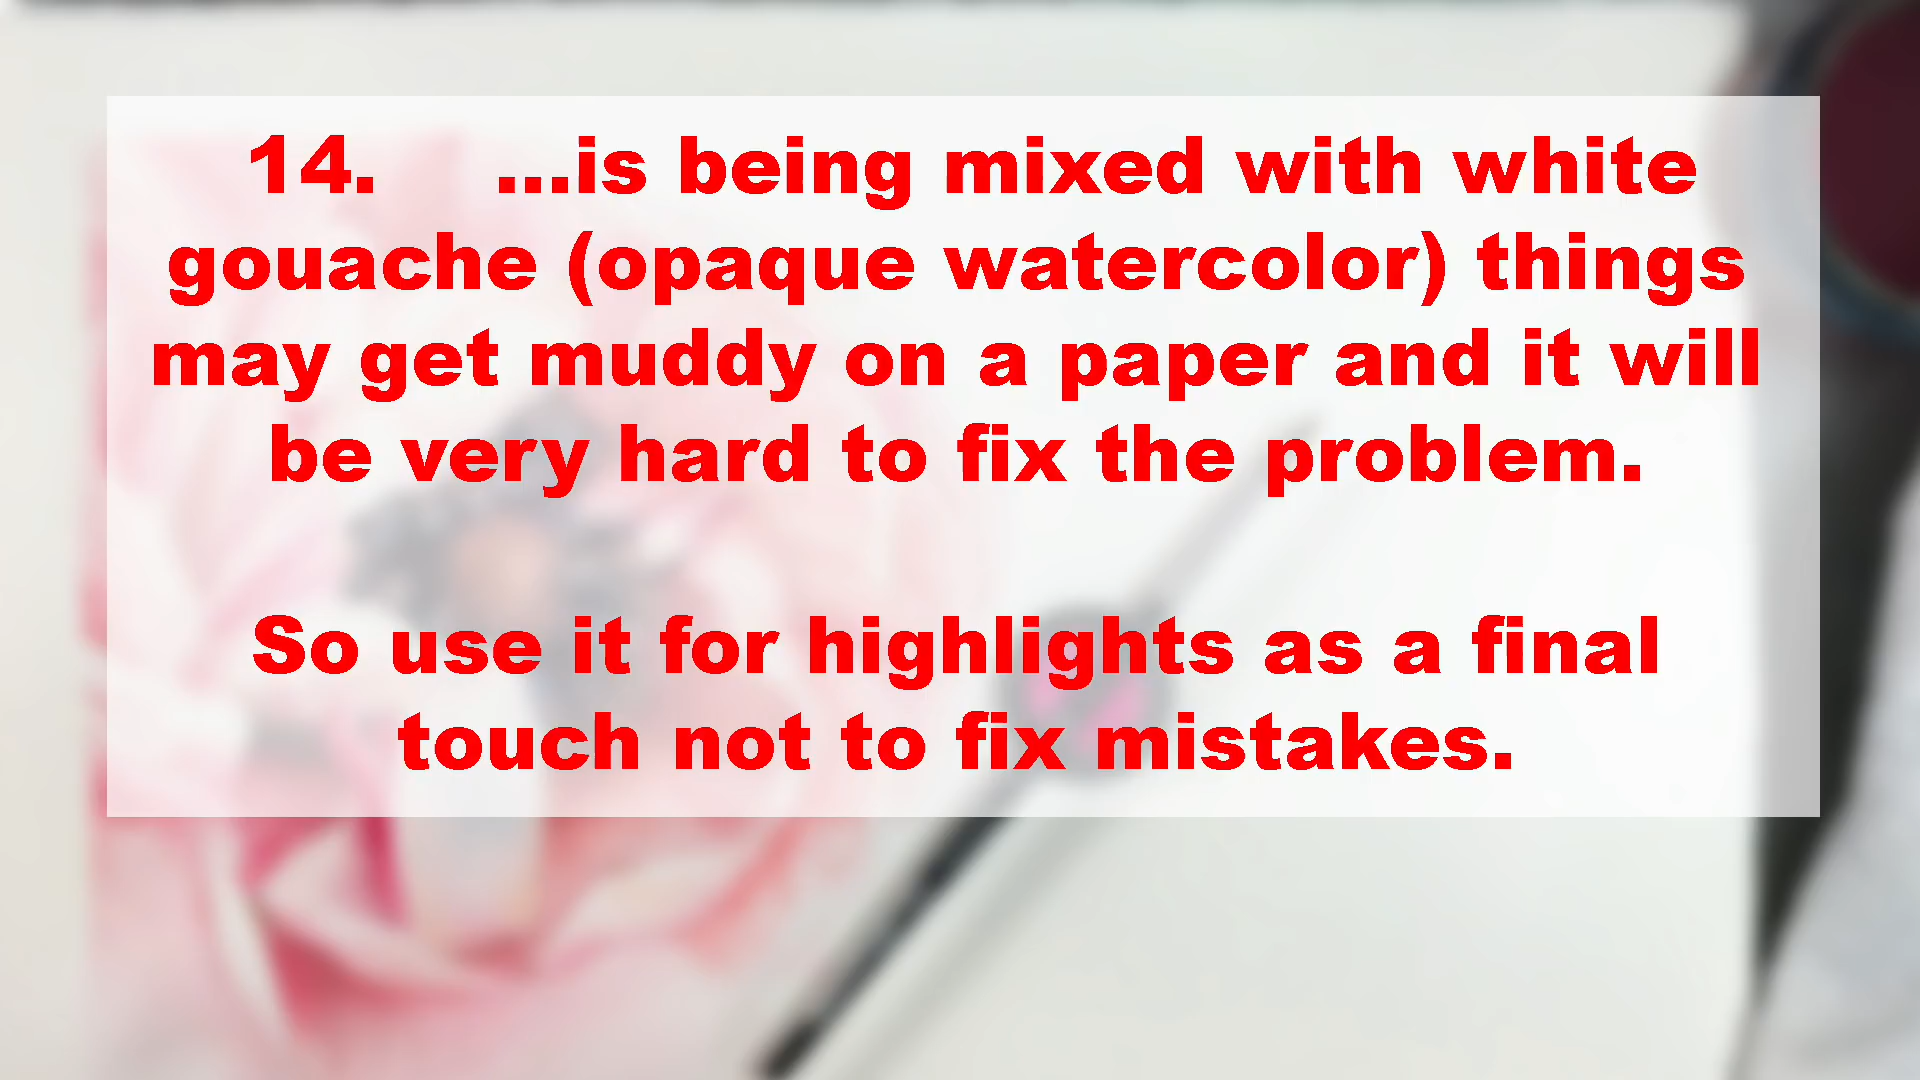 14. ...is being mixed with white
gouache (opaque watercolor) things
may get muddy on a paper and it will
be very hard to fix the problem.
So use it for highlights as a final
touch not to fix mistakes.